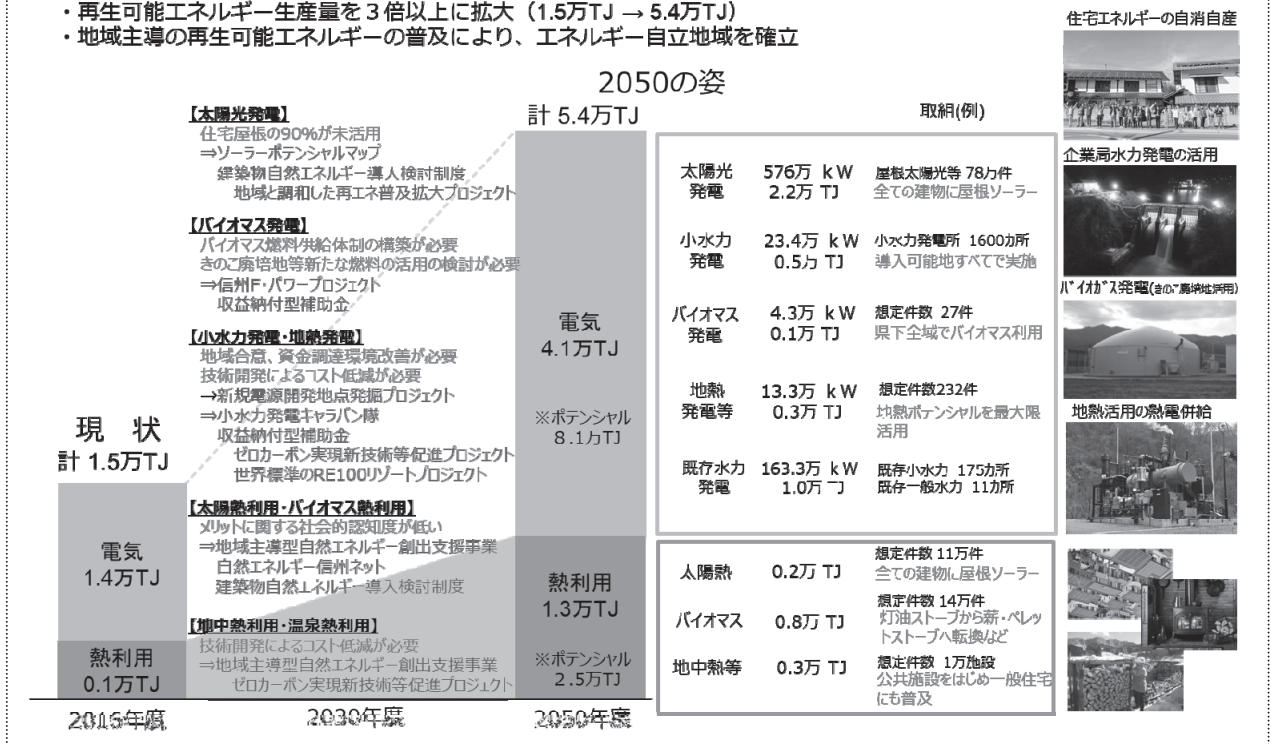 ・再生可能エネルギー生産量を３倍以上に拡大（1.5万TJ → 5.4万TJ）
・地域主導の再生可能エネルギーの普及により、エネルギー自立地域を確立
2050の姿
計 5.4万TJ
取組(例)
【太陽光発電】
住宅屋根の90%が未活用
⇒ソーラーポテンシャルマップ
建築物自然エネルギー導入検討制度
地域と調和した再エネ普及拡大プロジェクト
【バイオマス発電】
バイオマス燃料供給体制の構築が必要
きのこ廃培地等新たな燃料の活用の検討が必要
⇒信州F・パワープロジェクト
収益納付型補助金
【小水力発電・地熱発電】
地域合意、資金調達環境改善が必要
技術開発によるコスト低減が必要
→新規電源開発地点発掘プロジェクト
⇒小水力発電キャラバン隊
収益納付型補助金
ゼロカーボン実現新技術等促進プロジェクト
世界標準のRE100リゾートプロジェクト
【太陽熱利用・バイオマス熱利用】
メリットに関する社会的認知度が低い
⇒地域主導型自然エネルギー創出支援事業
自然エネルギー信州ネット
建築物自然エネルギー導入検討制度
【地中熱利用・温泉熱利用】
技術開発によるコスト低減が必要
⇒地域主導型自然エネルギー創出支援事業
ゼロカーボン実現新技術等促進プロジェクト
現 状
計 1.5万TJ
電気
1.4万TJ
熱利用
0.1万TJ
2016年度
2030年度
電気
4.1万TJ
※ポテンシャル
8.1万TJ
熱利用
1.3万TJ
※ポテンシャル
2.5万TJ
2050年度
太陽光 576万 kW 屋根太陽光等 78万件
発電 2.2万 TJ 全ての建物に屋根ソーラー
小水力 23.4万 kW 小水力発電所 1600カ所
発電 0.5万 TJ 導入可能地すべてで実施
バイオマス 4.3万 kW 想定件数 27件
発電 0.1万 TJ 県下全域でバイオマス利用
地熱 13.3万 kW 想定件数232件
発電等 0.3万 TJ 地熱ポテンシャルを最大限
活用
既存水力 163.3万 kW 既存小水力 175カ所
発電 1.0万 TJ 既存一般水力 11カ所
想定件数 11万件
太陽熱 0.2万 TJ 全ての建物に屋根ソーラー
想定件数 14万件
バイオマス 0.8万 TJ 灯油ストーブから薪・ペレッ
トストーブへ転換など
地中熱等 0.3万 TJ 想定件数 1万施設
公共施設をはじめ一般住宅
にも普及
住宅エネルギーの自消自産
企業局水力発電の活用
バイオガス発電(きのこ廃培地活用)
地熱活用の熱電併給